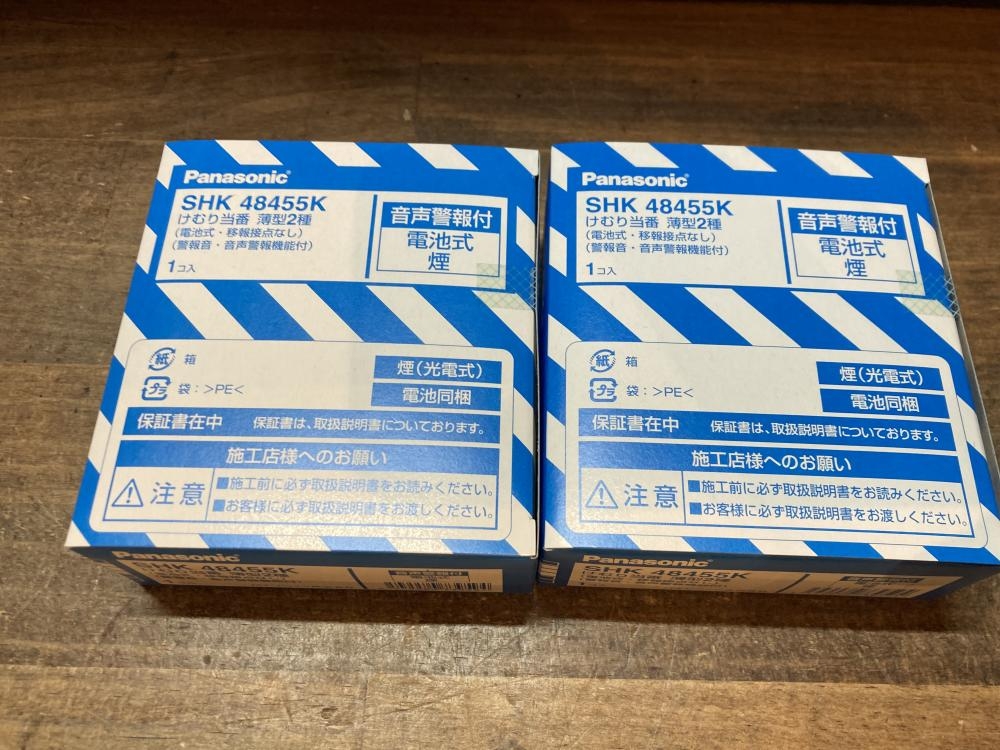 Panasonic
SHK 48455K
けむり当番 薄型2種
(電池式・移報接点なし)
(警報音・音声警報機能付)
1コ入
音声警報付
電池式
煙
紙 箱
プラ 袋:>PE<
煙(光電式)
電池同梱
保証書在中 保証書は、取扱説明書についております。
施工店様へのお願い
注意
■施工前に必ず取扱説明書をお読みください。
■お客様に必ず取扱説明書をお渡しください。
Panasonic
SHK 48455K
音声警報付
Panasonic
SHK 48455K
けむり当番 薄型2種
(電池式・移報接点なし)
(警報音・音声警報機能付)
1コ入
音声警報付
電池式
煙
紙 箱
プラ 袋:>PE<
煙(光電式)
電池同梱
保証書在中 保証書は、取扱説明書についております。
施工店様へのお願い
注意
■施工前に必ず取扱説明書をお読みください。
■お客様に必ず取扱説明書をお渡しください。
Panasonic
SHK 48455K